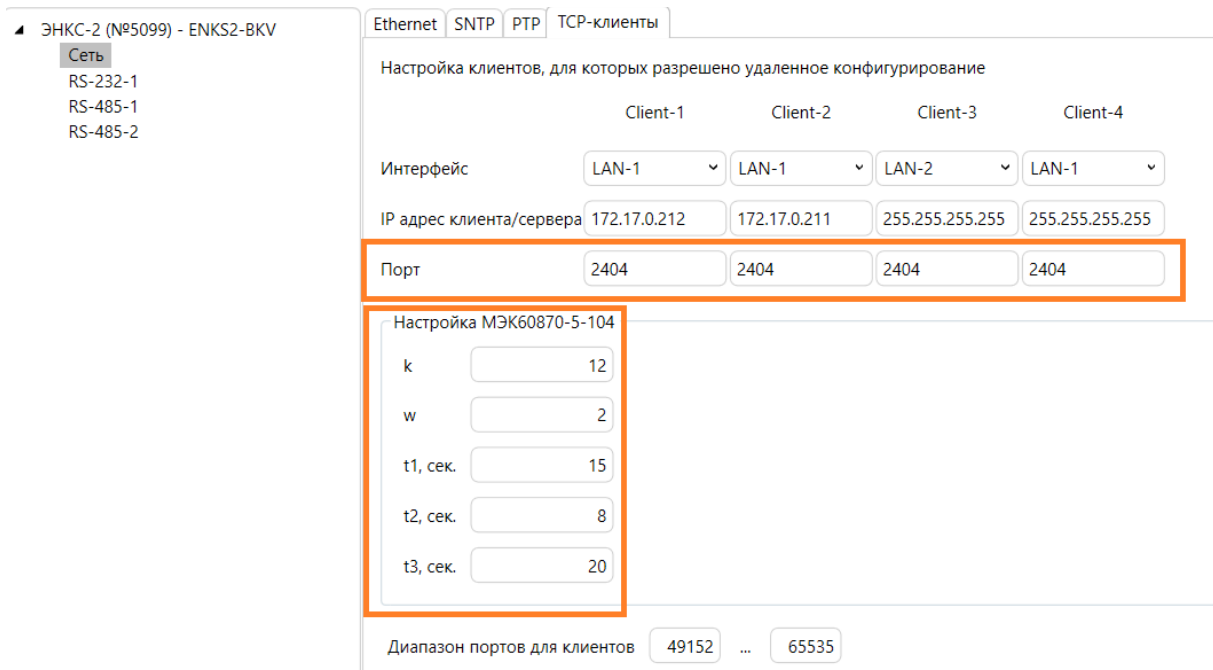 ЭНКС-2 (№5099) - ENKS2-BKV
Сеть
RS-232-1
RS-485-1
RS-485-2
Ethernet SNTP PTP TCP-клиенты
Настройка клиентов, для которых разрешено удаленное конфигурирование
Client-1 Client-2 Client-3 Client-4
Интерфейс LAN-1 LAN-1 LAN-2 LAN-1
IP адрес клиента/сервера 172.17.0.212 172.17.0.211 255.255.255.255 255.255.255.255
Порт 2404 2404 2404 2404
Настройка МЭК60870-5-104
k 12
w 2
t1, сек. 15
t2, сек. 8
t3, сек. 20
Диапазон портов для клиентов 49152 ... 65535